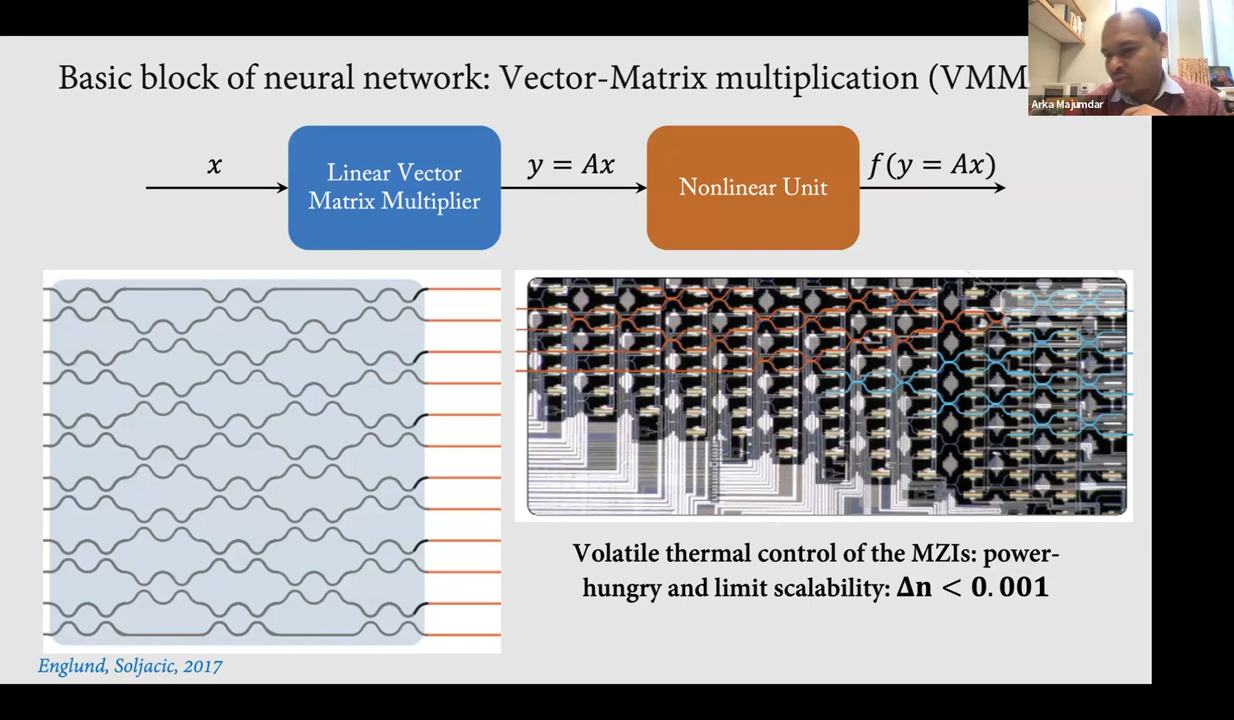 Basic block of neural network: Vector-Matrix multiplication (VMM
Arka Majumdar
x
Linear Vector
Matrix Multiplier
y = Ax
Nonlinear Unit
f(y = Ax)
Volatile thermal control of the MZIs: power-
hungry and limit scalability: Δn < 0.001
Englund, Soljacic, 2017